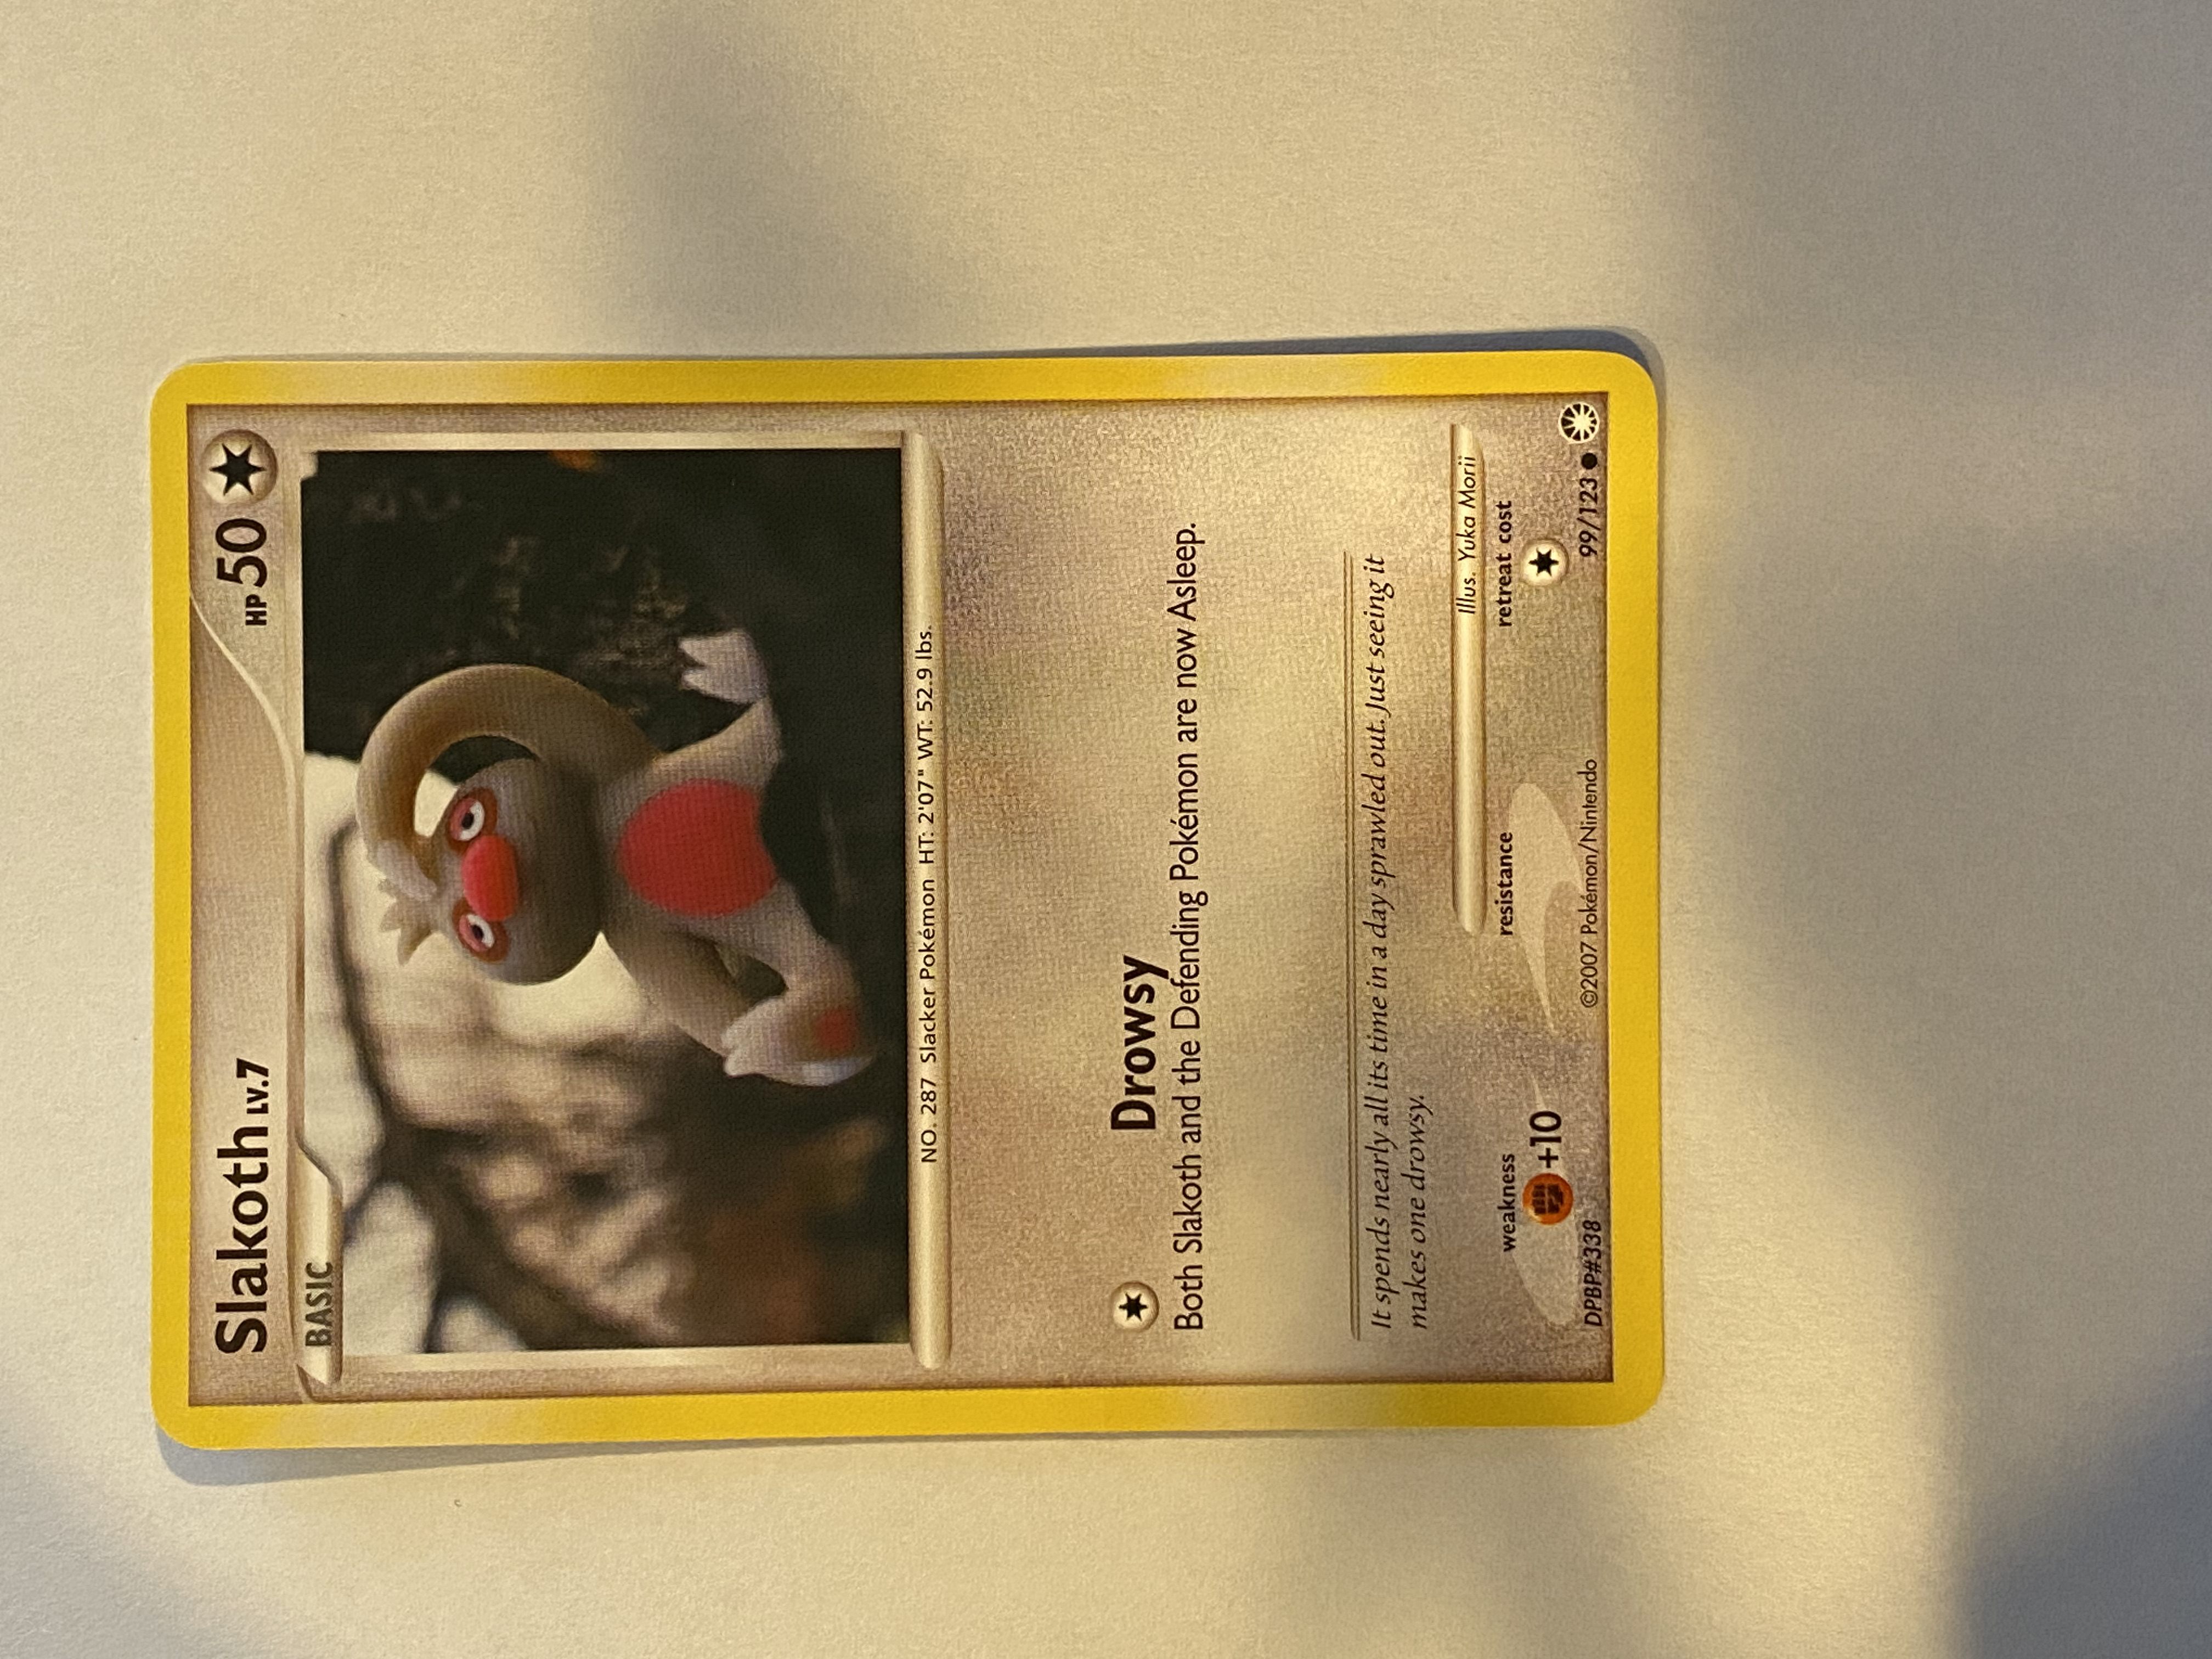 Slakoth LV.7 HP 50
BASIC
NO. 287 Slacker Pokémon HT: 2'07" WT: 52.9 lbs.
Drowsy
Both Slakoth and the Defending Pokémon are now Asleep.
It spends nearly all its time in a day sprawled out. Just seeing it
makes one drowsy.
Illus. Yuka Morii
weakness resistance retreat cost
+10
DPBP#338 ©2007 Pokémon/Nintendo 99/123